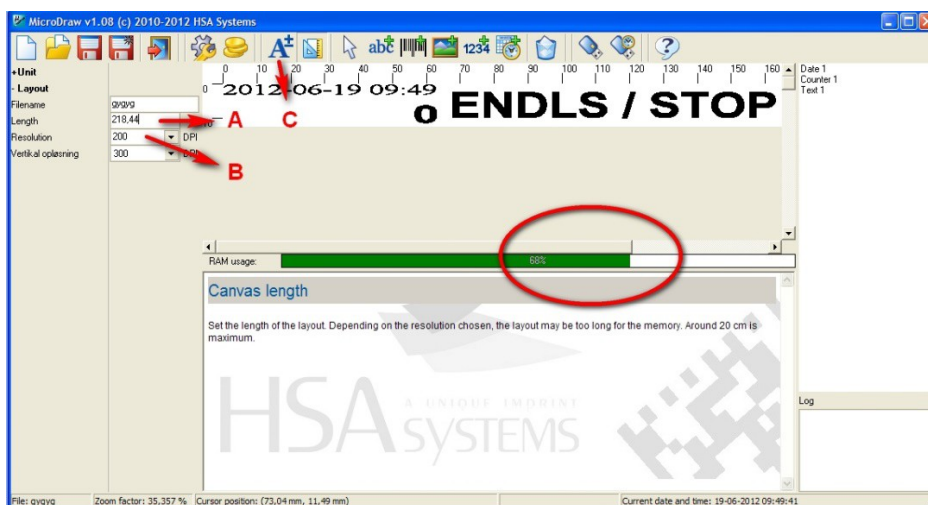 MicroDraw v1.08 (c) 2010-2012 HSA Systems
A± abc 1234 ?
+Unit
- Layout
Filename gygyg
Length 218,44
Resolution 200 DPI
Vertikal opløsning 300 DPI
A
B
C
0 10 20 30 40 50 60 70 80 90 100 110 120 130 140 150 160
0
2012-06-19 09:49
0 ENDLS / STOP
Date 1
Counter 1
Text 1
RAM usage: 68%
Canvas length
Set the length of the layout. Depending on the resolution chosen, the layout may be too long for the memory. Around 20 cm is
maximum.
HSA SYSTEMS
A UNIQUE IMPRINT
Log
File: gygyg Zoom factor: 35,357 % Cursor position: (73,04 mm, 11,49 mm) Current date and time: 19-06-2012 09:49:41